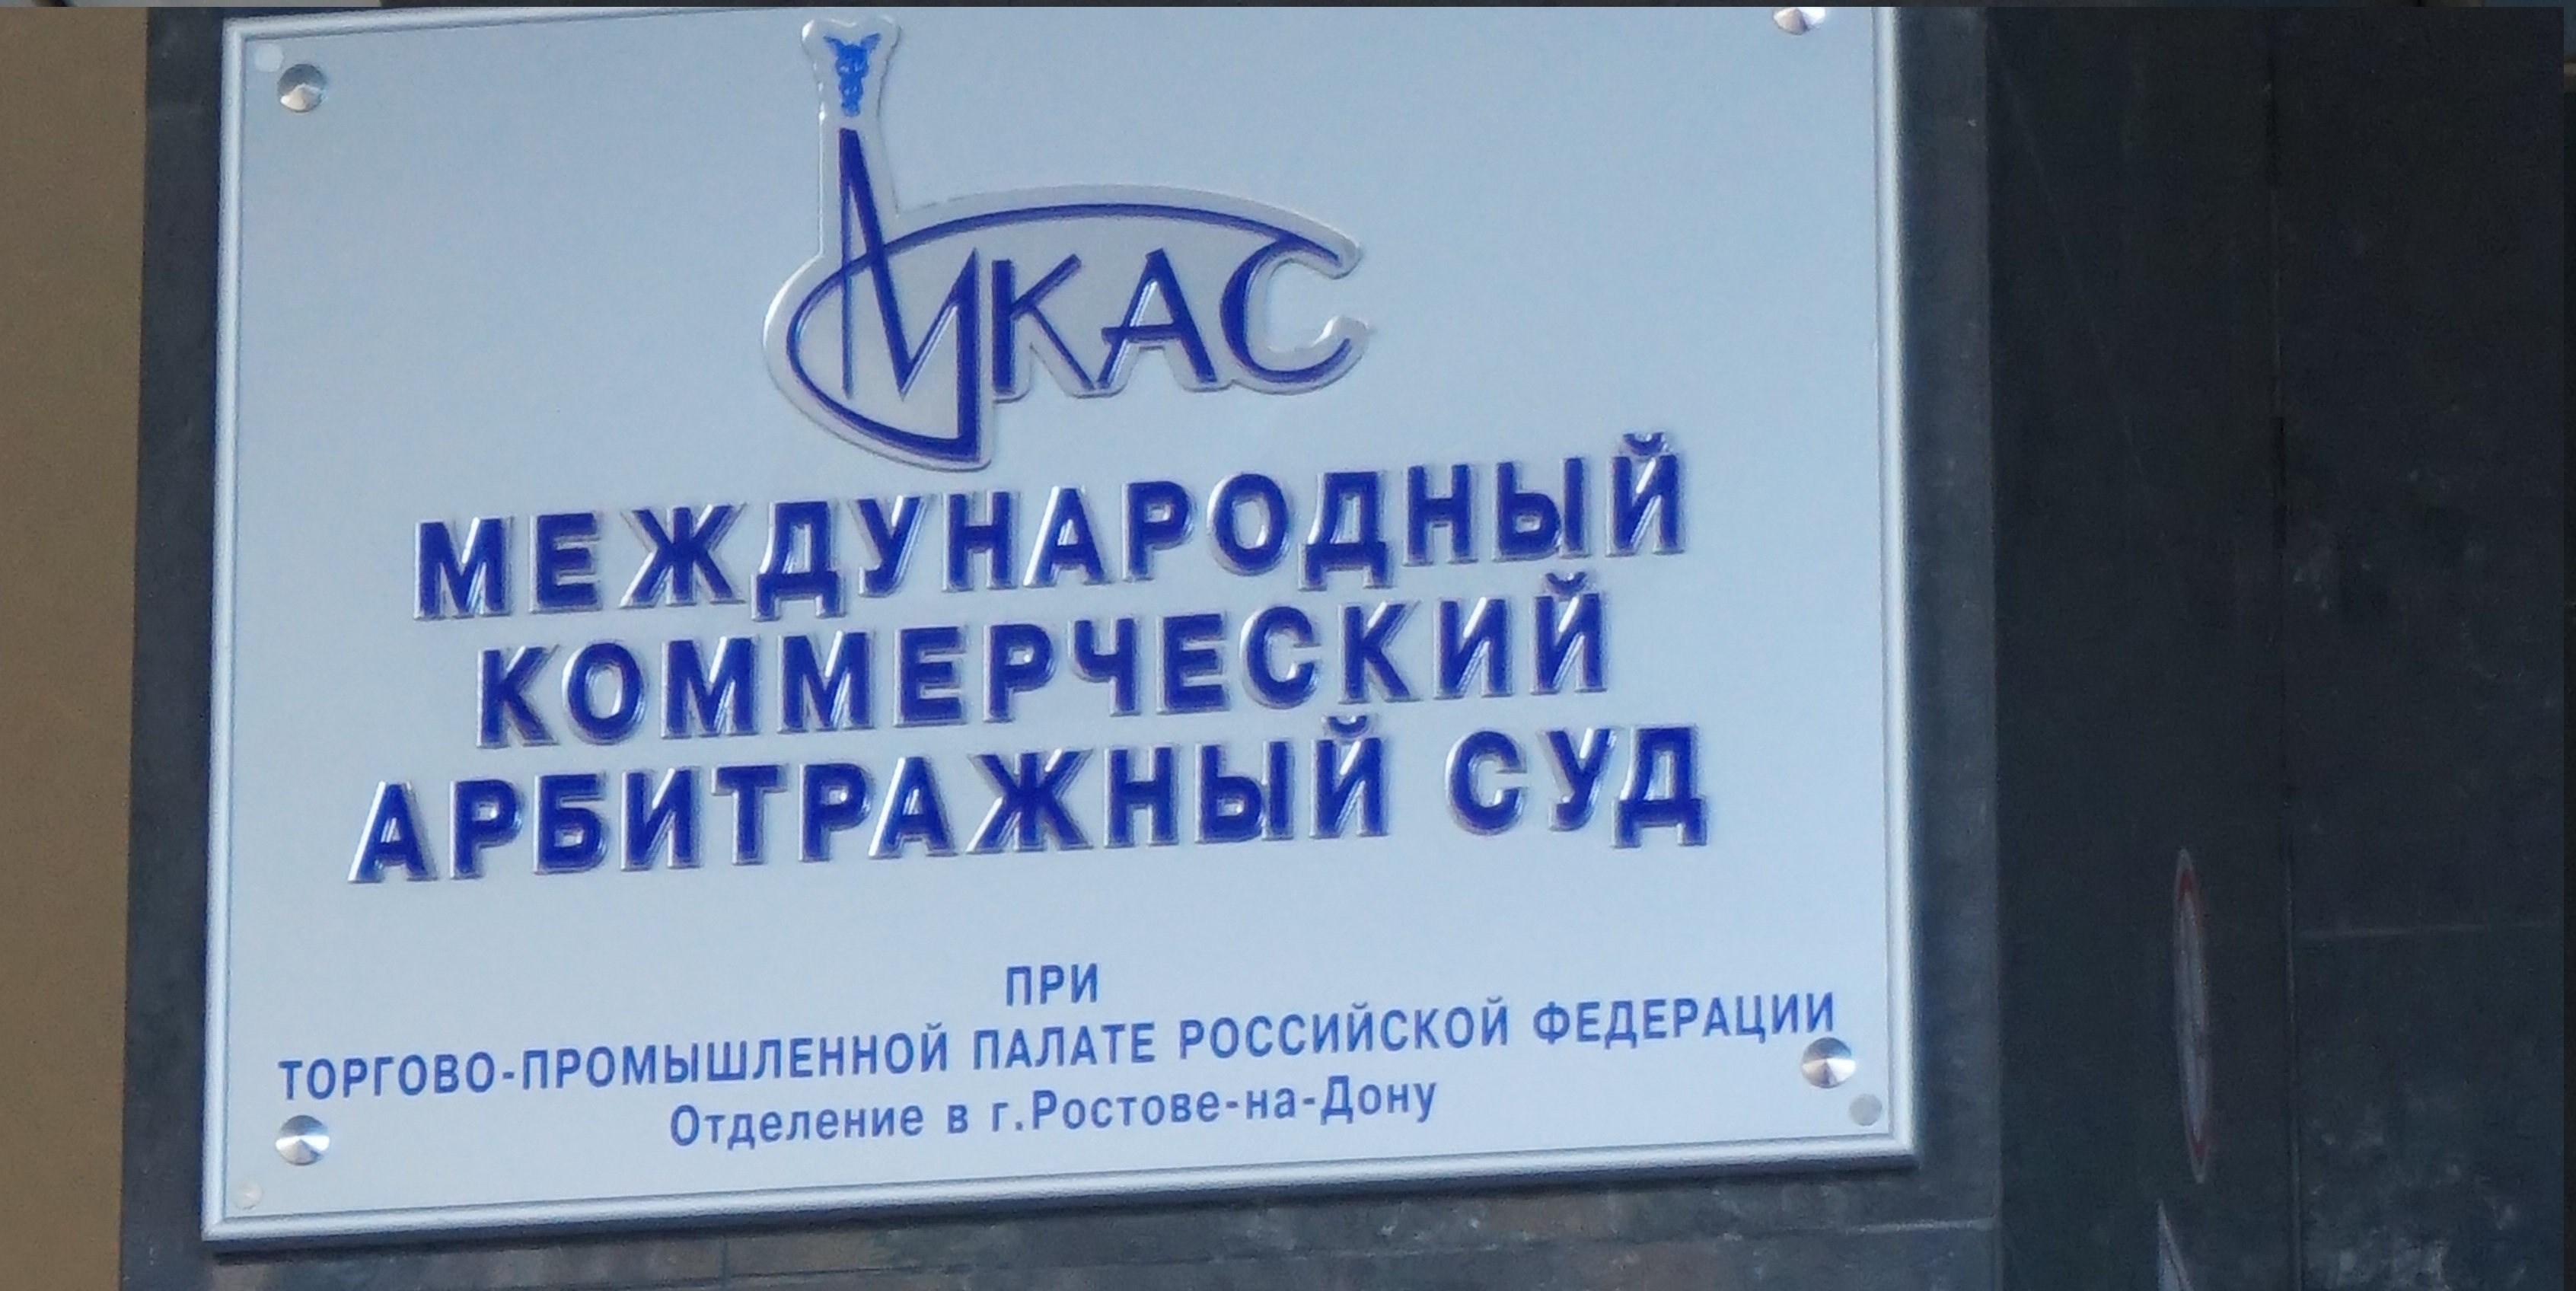 МКАС
МЕЖДУНАРОДНЫЙ
КОММЕРЧЕСКИЙ
АРБИТРАЖНЫЙ СУД
ПРИ
ТОРГОВО-ПРОМЫШЛЕННОЙ ПАЛАТЕ РОССИЙСКОЙ ФЕДЕРАЦИИ
Отделение в г.Ростове-на-Дону